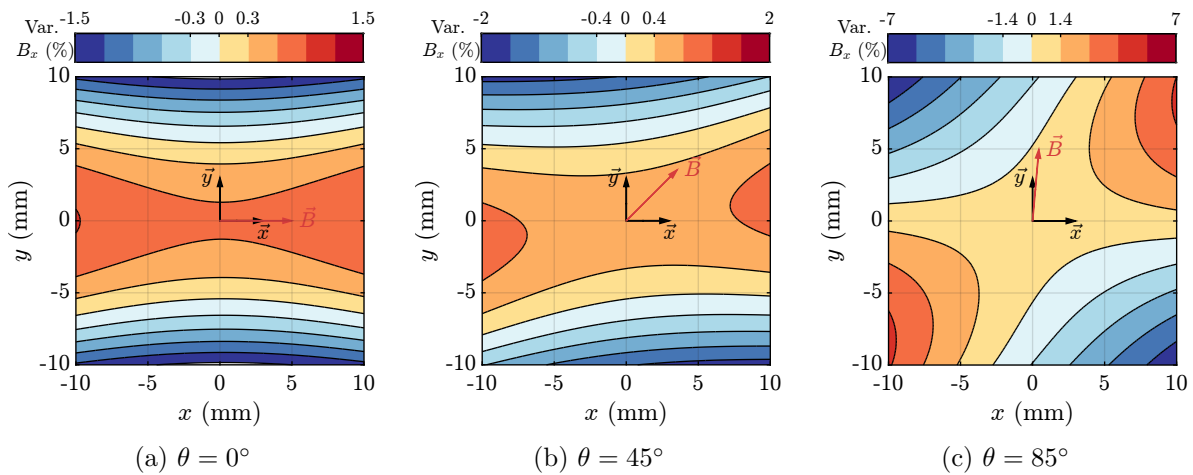 Var.
B_x (%)
-1.5 -0.3 0 0.3 1.5
10
5
0
-5
-10
y (mm)
-10 -5 0 5 10
x (mm)
y⃗
x⃗
B⃗
(a) θ = 0°
Var.
B_x (%)
-2 -0.4 0 0.4 2
10
5
0
-5
-10
y (mm)
-10 -5 0 5 10
x (mm)
y⃗
x⃗
B⃗
(b) θ = 45°
Var.
B_x (%)
-7 -1.4 0 1.4 7
10
5
0
-5
-10
y (mm)
-10 -5 0 5 10
x (mm)
y⃗
x⃗
B⃗
(c) θ = 85°